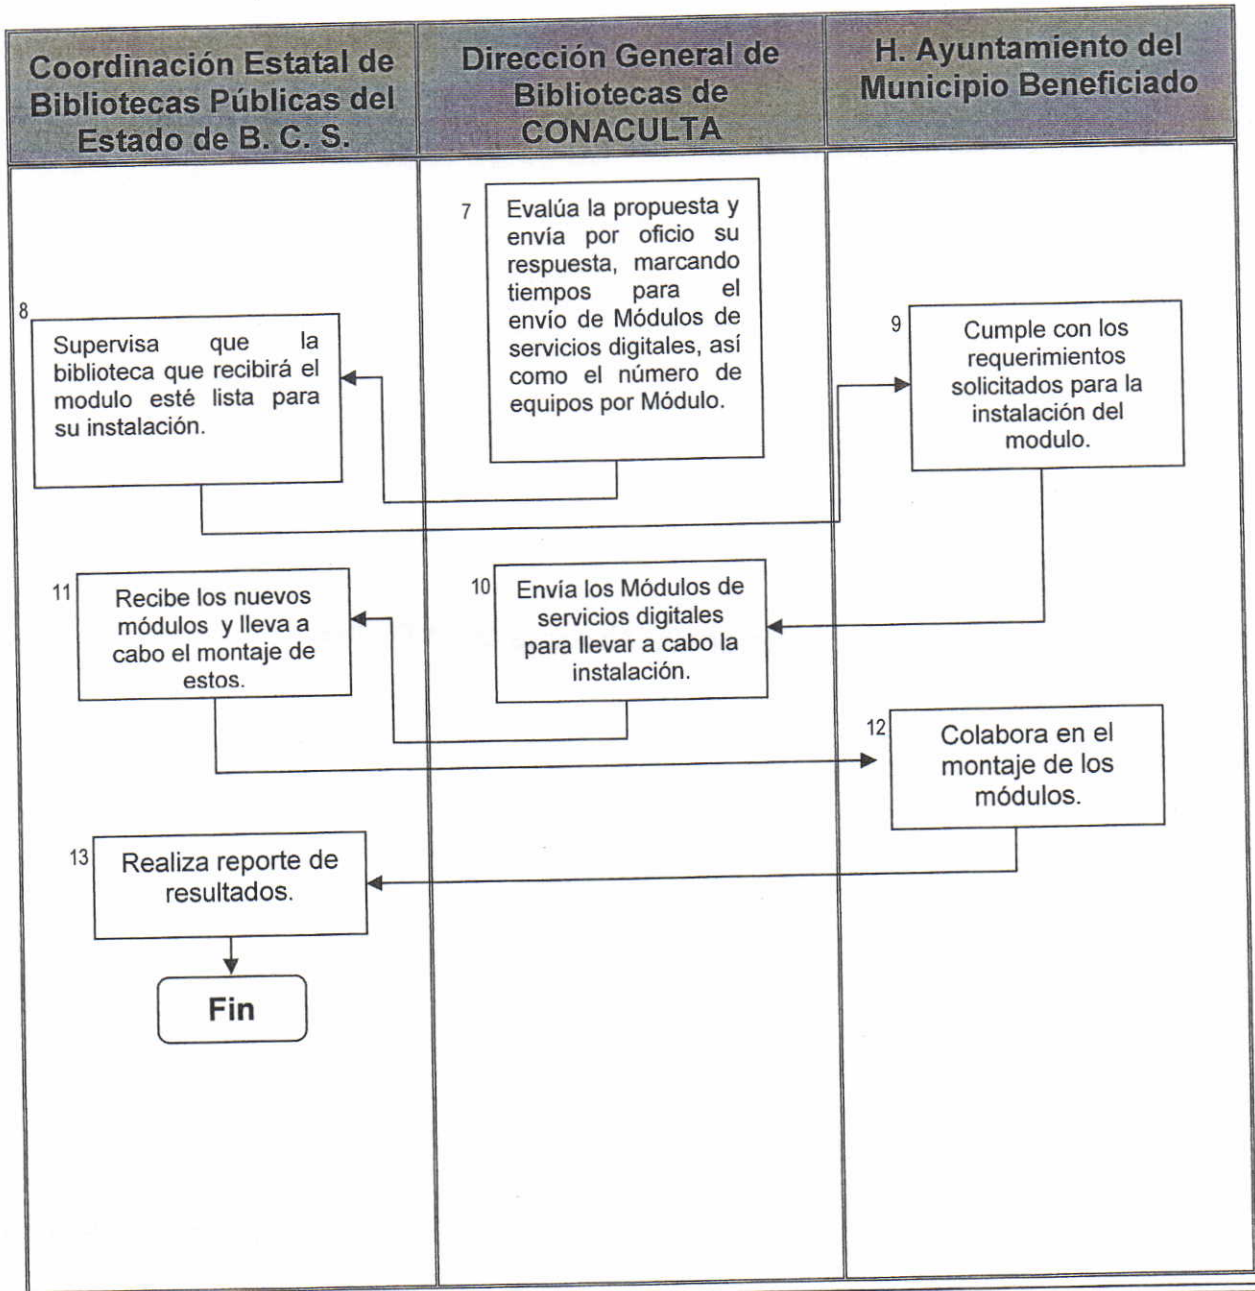 Coordinación Estatal de
Bibliotecas Públicas del
Estado de B. C. S.
Dirección General de
Bibliotecas de
CONACULTA
H. Ayuntamiento del
Municipio Beneficiado
7
Evalúa la propuesta y
envía por oficio su
respuesta, marcando
tiempos para el
envío de Módulos de
servicios digitales, así
como el número de
equipos por Módulo.
8
Supervisa que la
biblioteca que recibirá el
modulo esté lista para
su instalación.
9
Cumple con los
requerimientos
solicitados para la
instalación del
modulo.
10
Envía los Módulos de
servicios digitales
para llevar a cabo la
instalación.
11
Recibe los nuevos
módulos y lleva a
cabo el montaje de
estos.
12
Colabora en el
montaje de los
módulos.
13
Realiza reporte de
resultados.
Fin